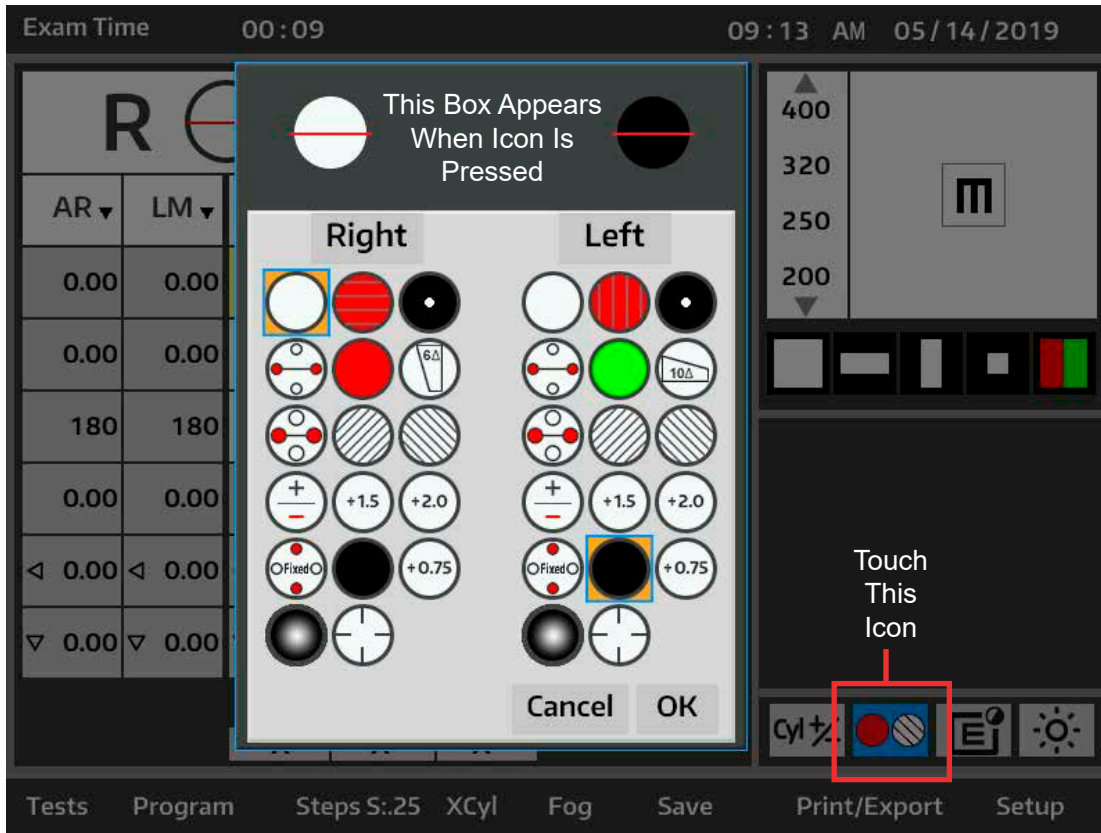 Exam Time 00:09 09:13 AM 05/14/2019
R
This Box Appears
When Icon Is
Pressed
400
320
250
200
AR LM
0.00 0.00
0.00 0.00
180 180
0.00 0.00
0.00 0.00
0.00 0.00
Right Left
6Δ
10Δ
+
−
+1.5 +2.0
+
−
+1.5 +2.0
Fixed +0.75
Fixed +0.75
Cancel OK
Touch
This
Icon
Cyl +/-
E
Tests Program Steps S:.25 XCyl Fog Save Print/Export Setup